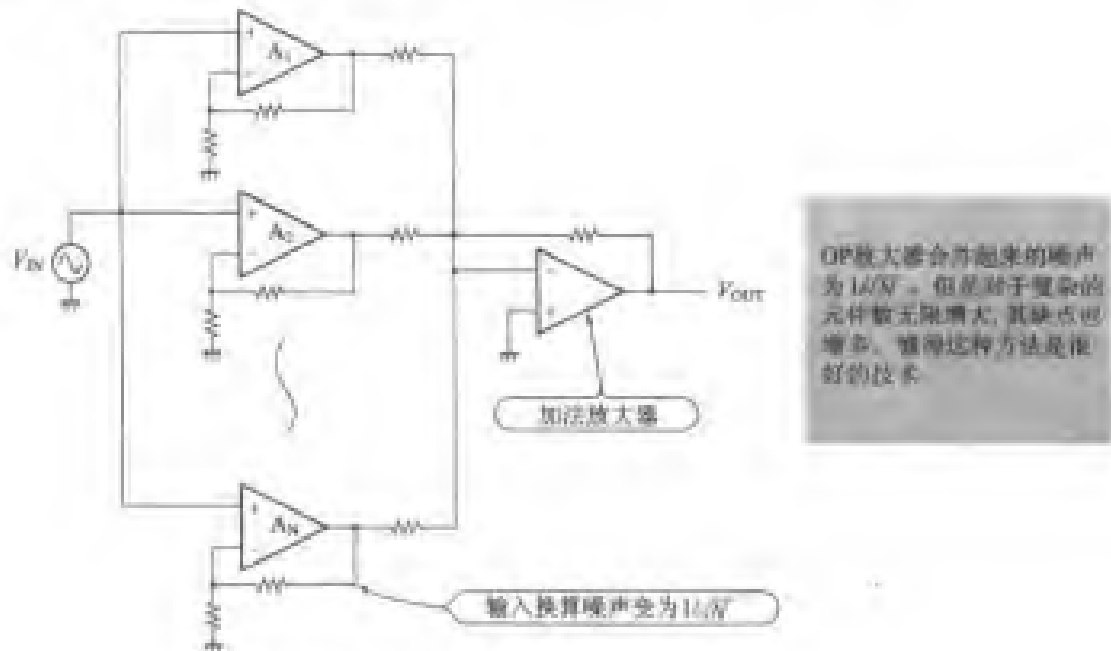 A₁
V_IN
A₂
V_OUT
加法放大器
A_N
输入换算噪声变为1/√N
OP放大器合并起来的噪声
为1/√N。但是对于复杂的
元件数无限增大,其缺点也
增多。懂得这种方法是很
好的技术